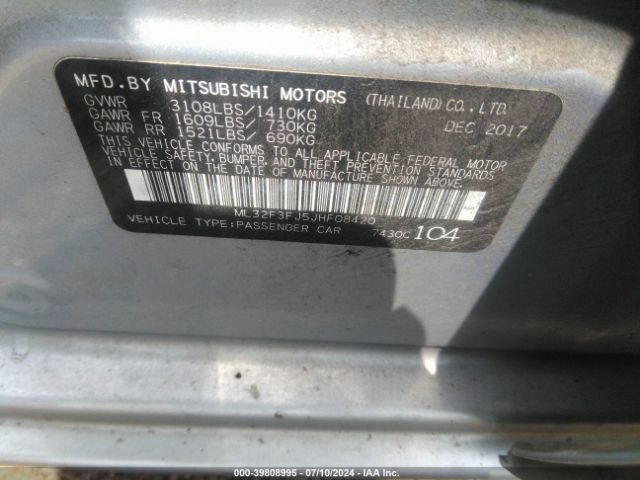 MFD.BY MITSUBISHI MOTORS (THAILAND) CO., LTD.
GVWR 3108LBS/1410KG DEC 2017
GAWR FR 1609LBS/ 730KG
GAWR RR 1521LBS/ 690KG
THIS VEHICLE CONFORMS TO ALL APPLICABLE FEDERAL MOTOR
VEHICLE SAFETY, BUMPER, AND THEFT PREVENTION STANDARDS
IN EFFECT ON THE DATE OF MANUFACTURE SHOWN ABOVE.
ML32F3FJ5JHF08420
VEHICLE TYPE:PASSENGER CAR 7430C 104
000-39808995 - 07/10/2024 - IAA Inc.